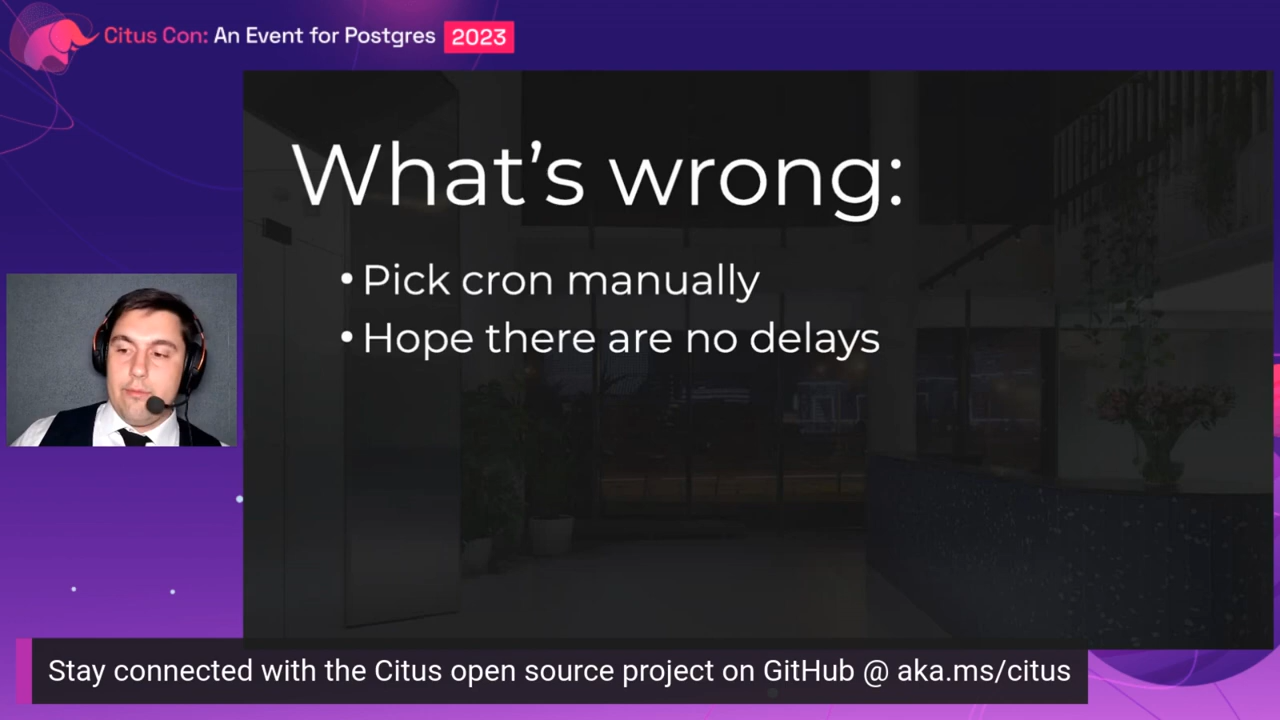 Citus Con: An Event for Postgres 2023
What's wrong:
• Pick cron manually
• Hope there are no delays
Stay connected with the Citus open source project on GitHub @ aka.ms/citus